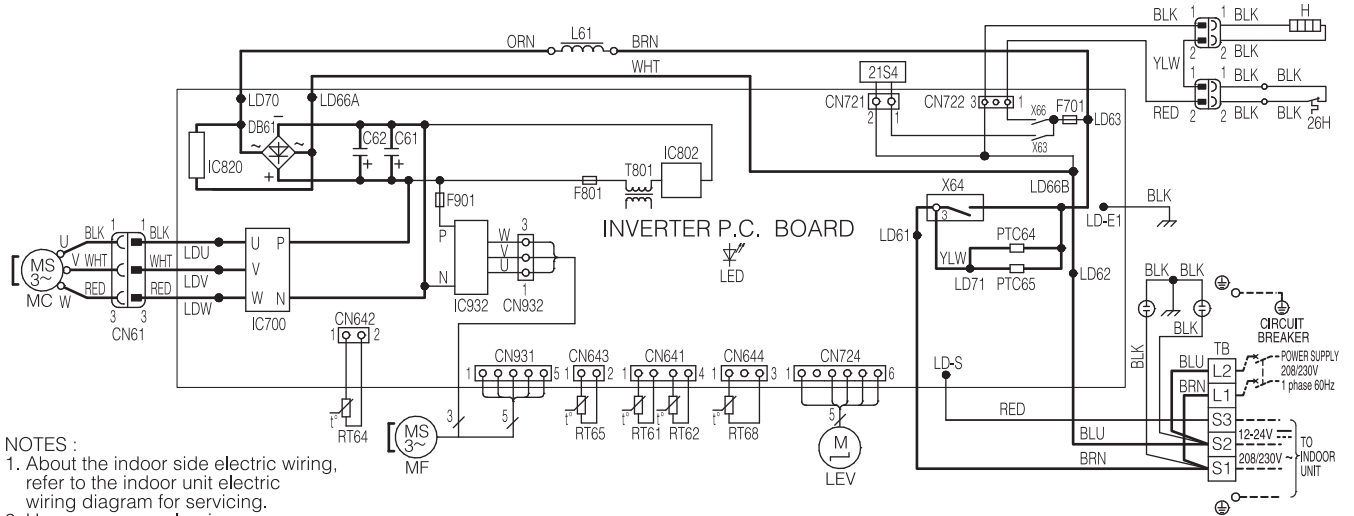 ORN L61 BRN
WHT
BLK 1 1 BLK H
2 2 BLK
YLW
1 1 BLK BLK
RED 2 2 BLK BLK 26H
21S4
CN721 2 1
CN722 3 1
X66 F701
X63
LD63
LD70 LD66A
DB61 −
~ ~
+
IC820
C62 C61
+ +
F901
F801
T801
IC802
INVERTER P.C. BOARD
LED
X64
3
LD66B
LD-E1
BLK
LD61
YLW
PTC64
LD71 PTC65
LD62
U BLK 1 1 BLK LDU U P
MS 3~ V WHT WHT LDV V
MC W RED RED LDW W N
3 3
CN61
IC700
P
N
IC932
W 3
V
U
1
CN932
CN642
1 2
t°
RT64
3
MS 3~
MF
CN931
1 5
5
CN643
1 2
t°
RT65
CN641
1 4
t° t°
RT61 RT62
CN644
1 3
t°
RT68
CN724
1 6
5
M
LEV
LD-S
RED
BLU
BRN
BLK BLK
BLK
BLK
CIRCUIT
BREAKER
TB
BLU L2 POWER SUPPLY
208/230V
BRN L1 1 phase 60Hz
S3
S2 12-24V
S1 208/230V ~
TO
INDOOR
UNIT
NOTES :
1. About the indoor side electric wiring,
refer to the indoor unit electric
wiring diagram for servicing.